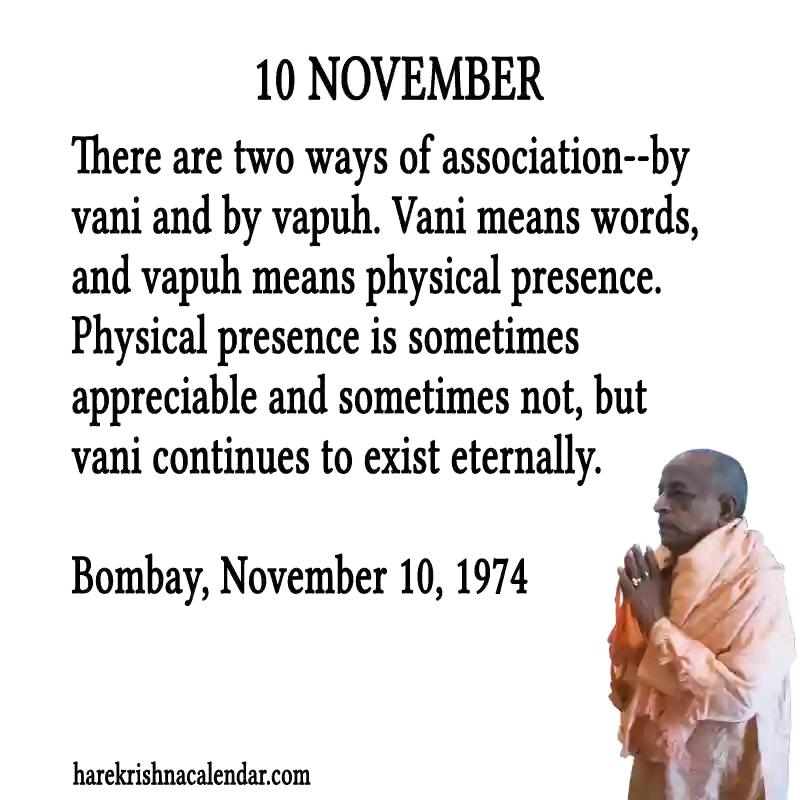 10 NOVEMBER
There are two ways of association--by
vani and by vapuh. Vani means words,
and vapuh means physical presence.
Physical presence is sometimes
appreciable and sometimes not, but
vani continues to exist eternally.
Bombay, November 10, 1974
harekrishnacalendar.com